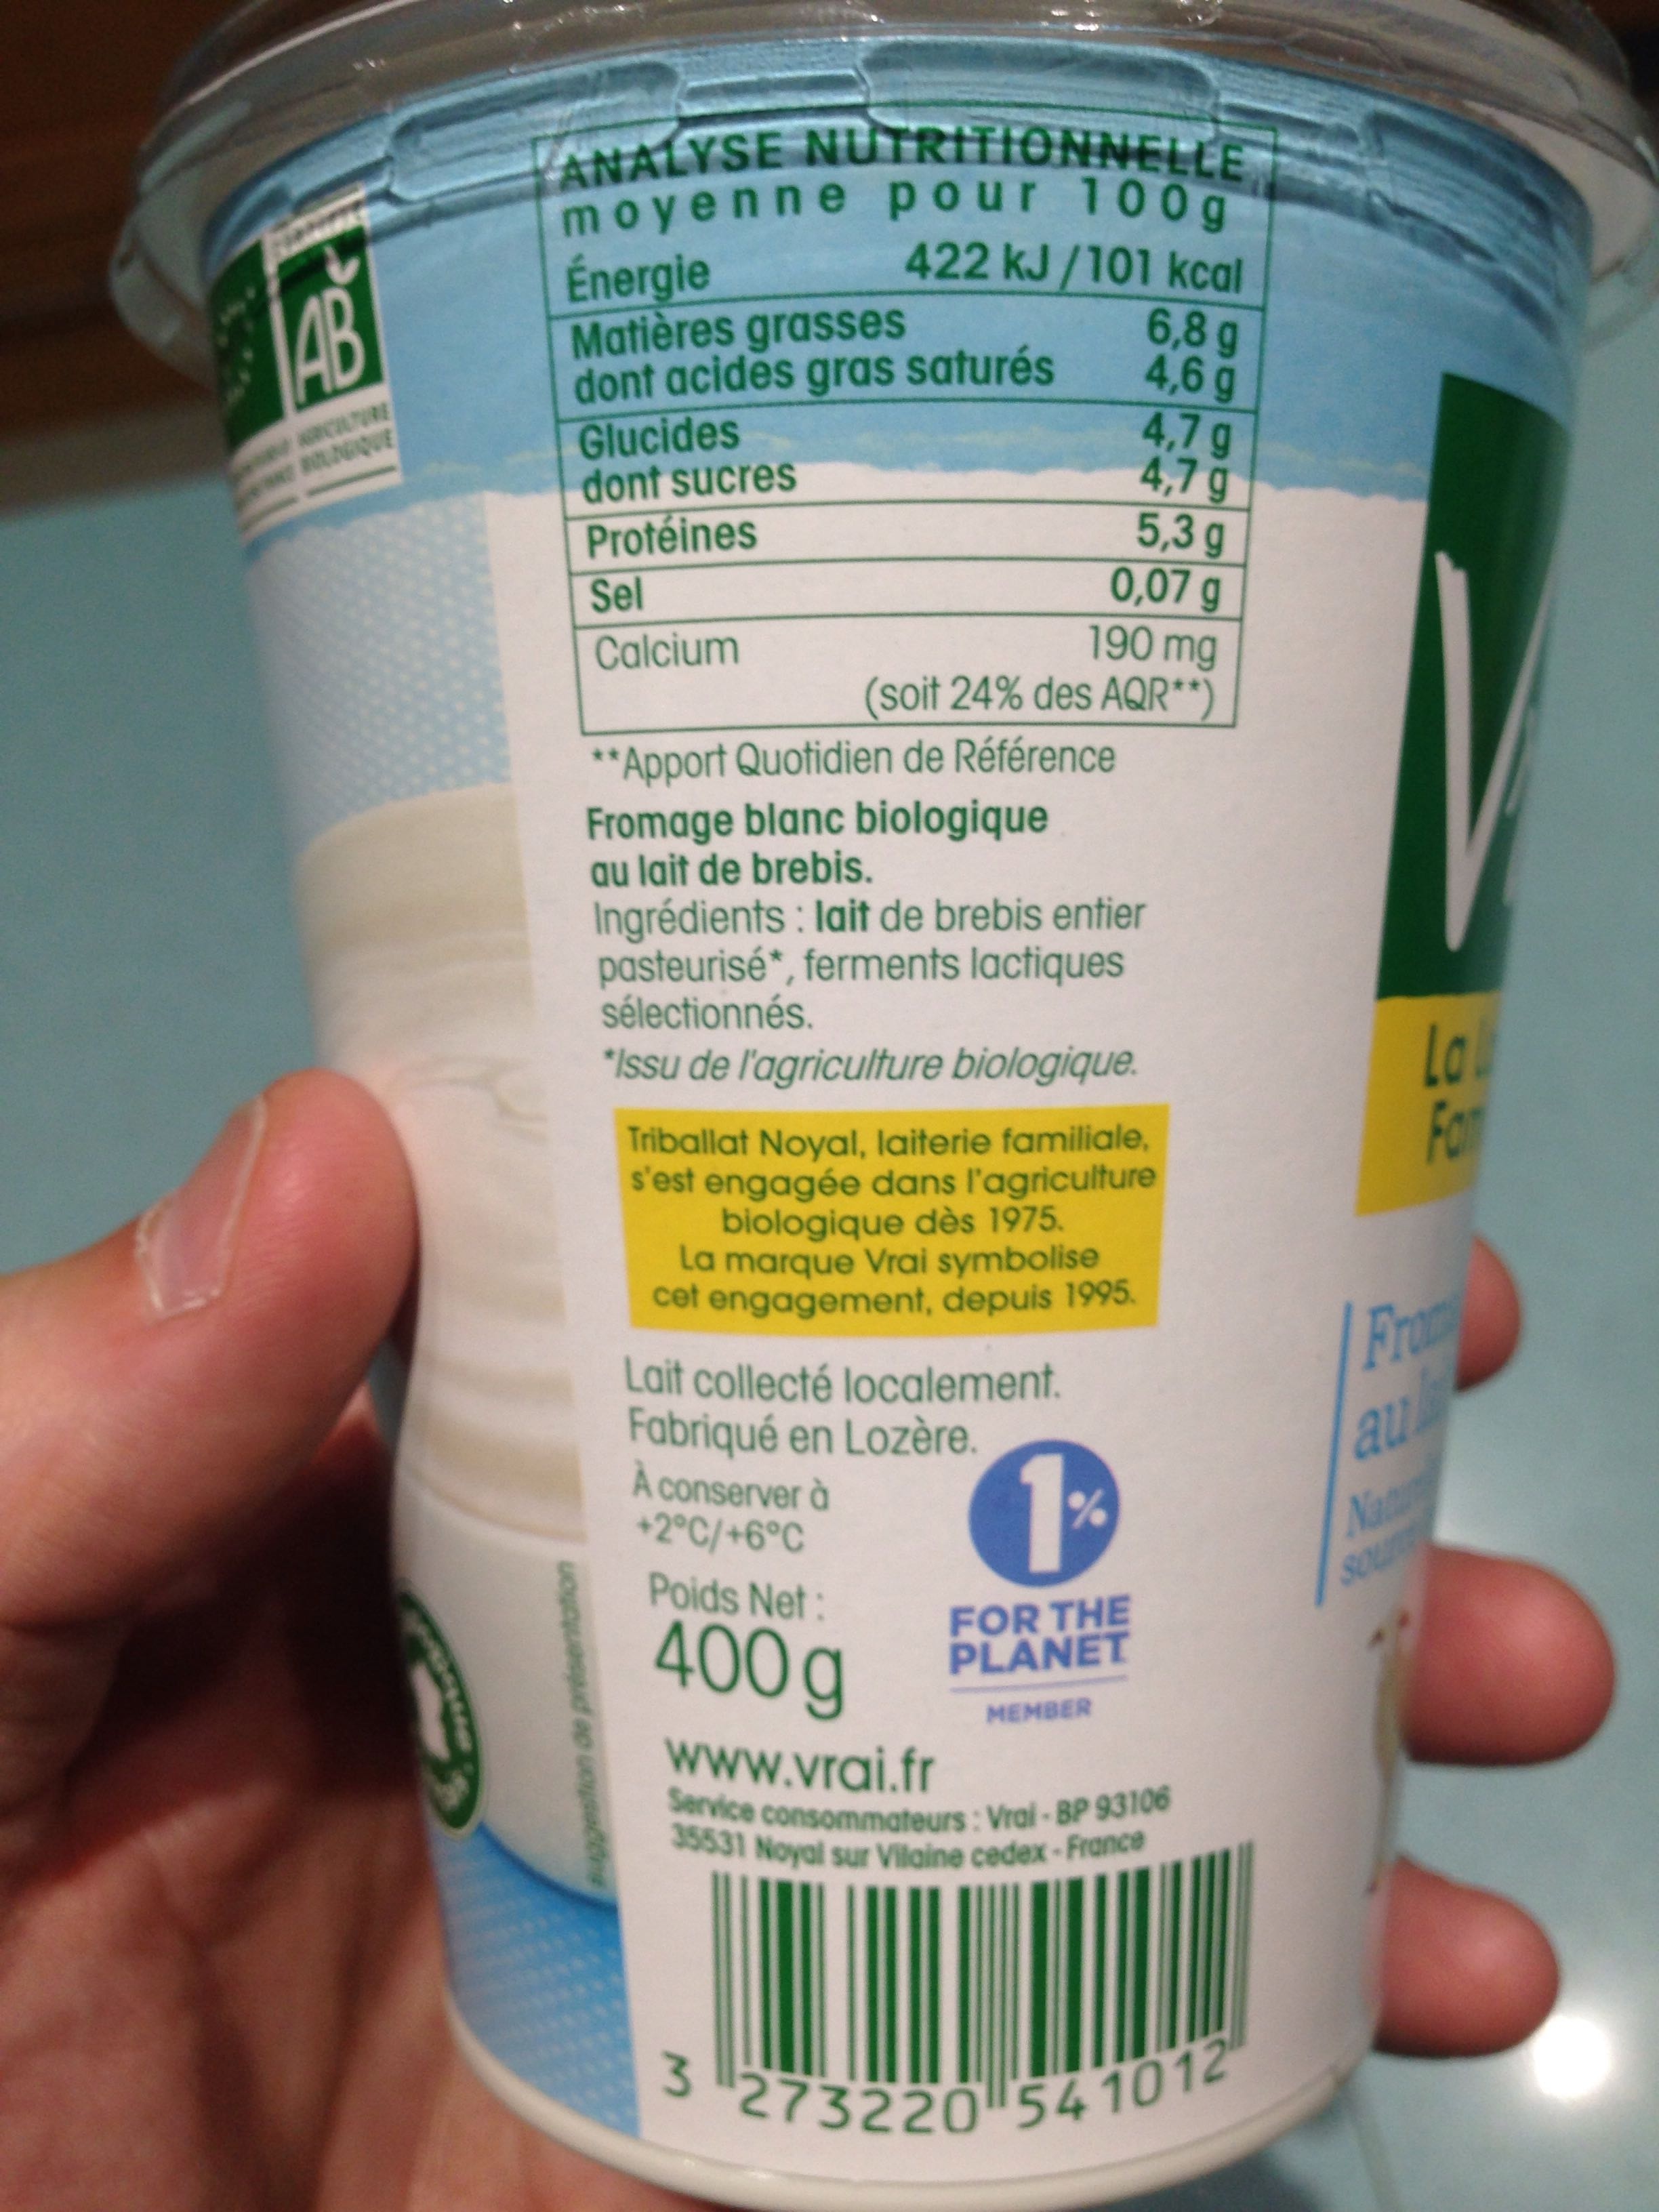 ANALYSE NUTRITIONNELLE
moyenne pour 100g
Énergie 422 kJ /101 kcal
Matières grasses 6,8 g
dont acides gras saturés 4,6 g
Glucides 4,7 g
dont sucres 4,7 g
Protéines 5,3 g
Sel 0,07 g
Calcium 190 mg
(soit 24% des AQR**)
**Apport Quotidien de Référence
Fromage blanc biologique
au lait de brebis.
Ingrédients : lait de brebis entier
pasteurisé*, ferments lactiques
sélectionnés.
*Issu de l'agriculture biologique.
Triballat Noyal, laiterie familiale,
s'est engagée dans l'agriculture
biologique dès 1975.
La marque Vrai symbolise
cet engagement, depuis 1995.
Lait collecté localement.
Fabriqué en Lozère.
À conserver à
+2°C/+6°C
Poids Net :
400g
1%
FOR THE
PLANET
MEMBER
www.vrai.fr
Service consommateurs : Vrai - BP 93106
35531 Noyal sur Vilaine cedex - France
3 273220 541012
AB
AGRICULTURE
BIOLOGIQUE
suggestion de présentation
La
au